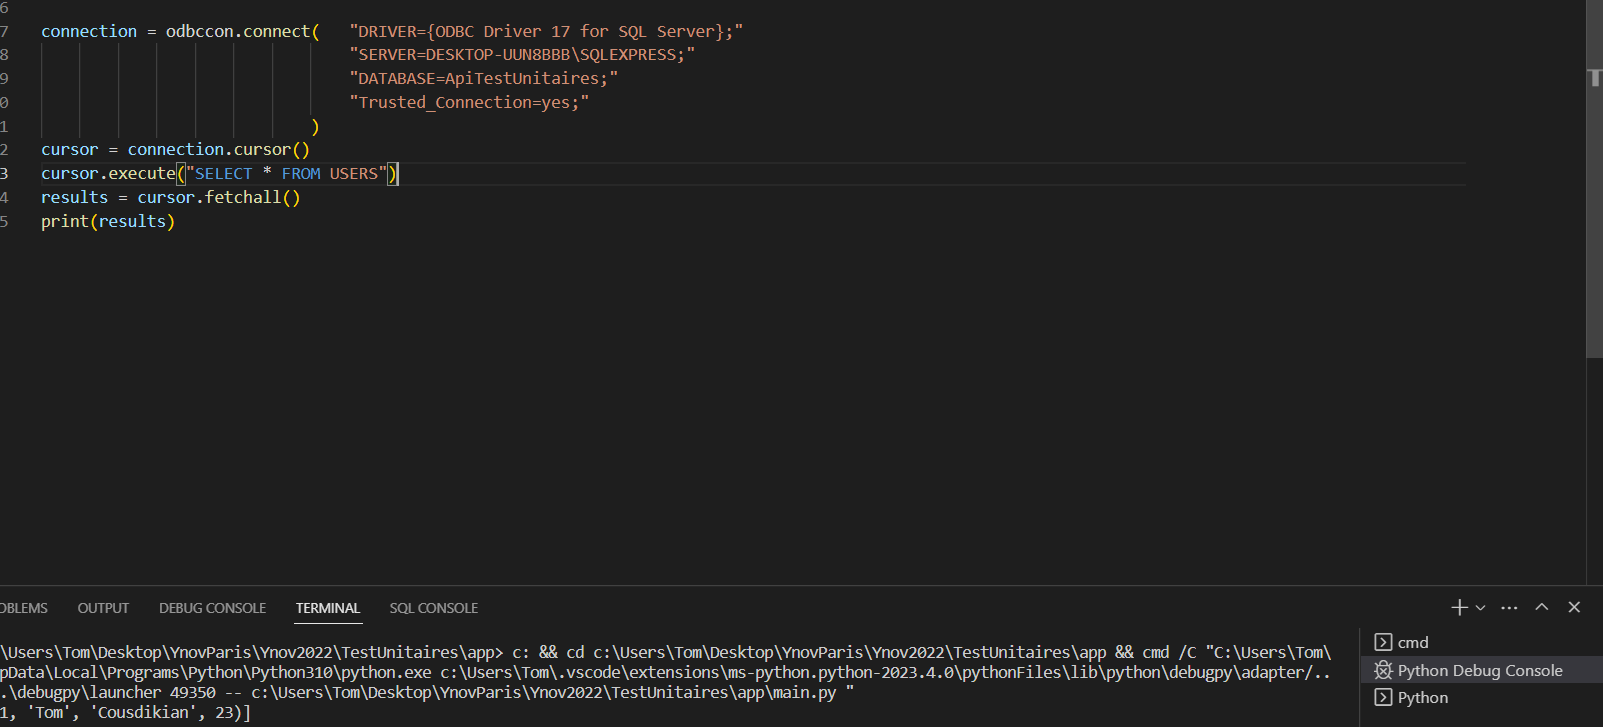 6
7 connection = odbccon.connect( "DRIVER={ODBC Driver 17 for SQL Server};"
8 "SERVER=DESKTOP-UUN8BBB\SQLEXPRESS;"
9 "DATABASE=ApiTestUnitaires;"
0 "Trusted_Connection=yes;"
1 )
2 cursor = connection.cursor()
3 cursor.execute("SELECT * FROM USERS")
4 results = cursor.fetchall()
5 print(results)
OBLEMS OUTPUT DEBUG CONSOLE TERMINAL SQL CONSOLE
\Users\Tom\Desktop\YnovParis\Ynov2022\TestUnitaires\app> c: && cd c:\Users\Tom\Desktop\YnovParis\Ynov2022\TestUnitaires\app && cmd /C "C:\Users\Tom\
pData\Local\Programs\Python\Python310\python.exe c:\Users\Tom\.vscode\extensions\ms-python.python-2023.4.0\pythonFiles\lib\python\debugpy\adapter/..
.\debugpy\launcher 49350 -- c:\Users\Tom\Desktop\YnovParis\Ynov2022\TestUnitaires\app\main.py "
1, 'Tom', 'Cousdikian', 23)]
cmd
Python Debug Console
Python